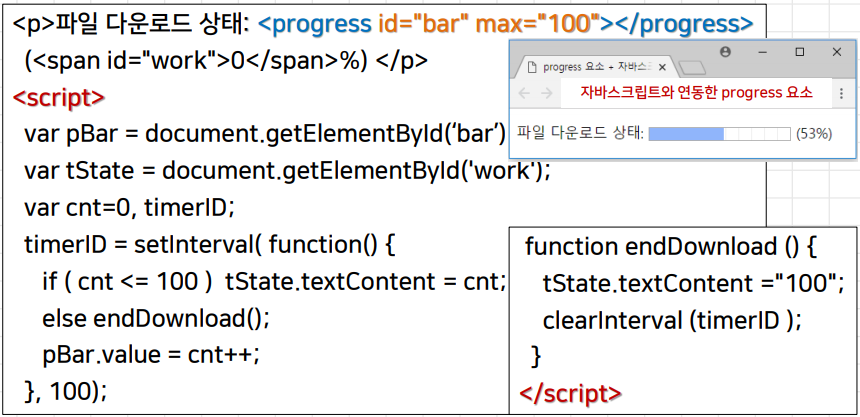 <p>파일 다운로드 상태: <progress id="bar" max="100"></progress>
(<span id="work">0</span>%) </p>
<script>
var pBar = document.getElementById(‘bar’)
var tState = document.getElementById('work');
var cnt=0, timerID;
timerID = setInterval( function() {
if ( cnt <= 100 )  tState.textContent = cnt;
else endDownload();
pBar.value = cnt++;
}, 100);
progress 요소 + 자바스
자바스크립트와 연동한 progress 요소
파일 다운로드 상태: (53%)
function endDownload () {
tState.textContent ="100";
clearInterval (timerID );
}
</script>